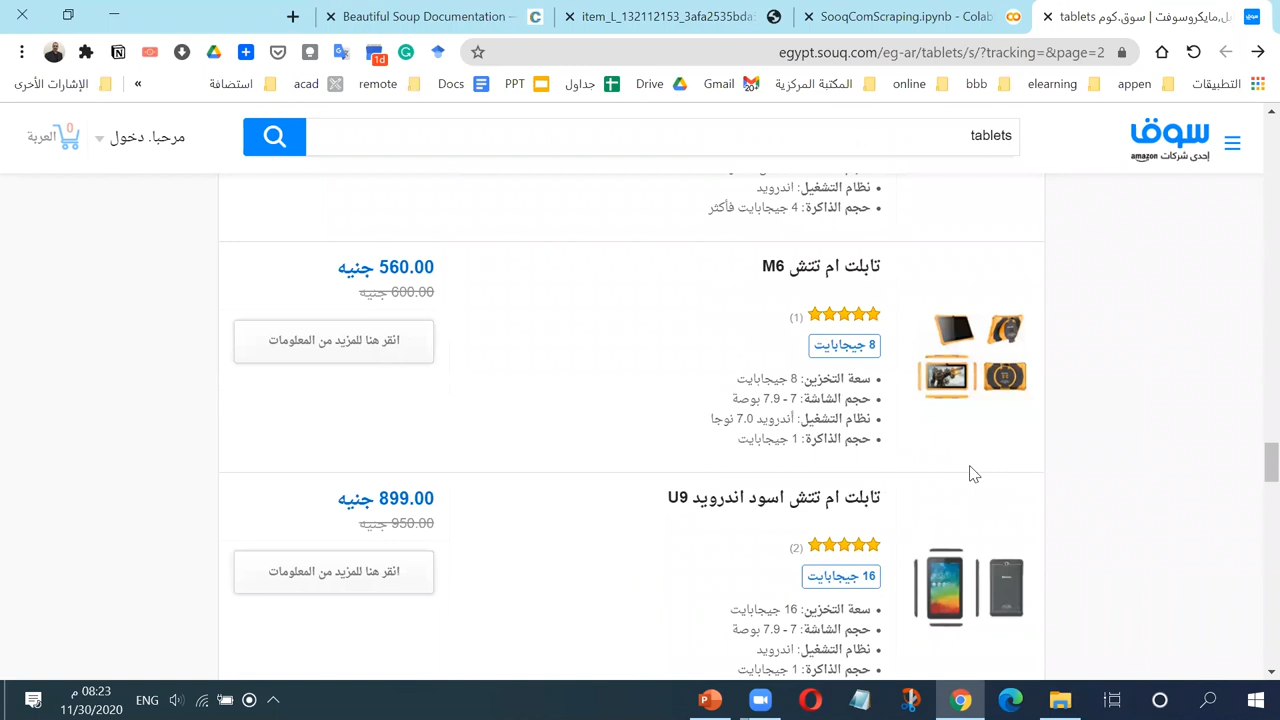 tablets سوق.كوم | مايكروسوفت,ل
SooqComScraping.ipynb - Colab
item_L_132112153_3afa2535bda
Beautiful Soup Documentation
egypt.souq.com/eg-ar/tablets/s/?tracking=&page=2
1d
التطبيقات
appen
elearning
bbb
online
المكتبة المركزية
Gmail
Drive
جداول
PPT
Docs
remote
acad
استضافة
»
الإشارات الأخرى
سوق
إحدى شركات amazon
tablets
مرحبا. دخول
العربة
0
نظام التشغيل: اندرويد
حجم الذاكرة: 4 جيجابايت فأكثر
تابلت ام تتش M6
560.00 جنيه
600.00 جنيه
(1)
انقر هنا للمزيد من المعلومات
8 جيجابايت
سعة التخزين: 8 جيجابايت
حجم الشاشة: 7 - 7.9 بوصة
نظام التشغيل: أندرويد 7.0 نوجا
حجم الذاكرة: 1 جيجابايت
تابلت ام تتش اسود اندرويد U9
899.00 جنيه
950.00 جنيه
(2)
انقر هنا للمزيد من المعلومات
16 جيجابايت
سعة التخزين: 16 جيجابايت
حجم الشاشة: 7 - 7.9 بوصة
نظام التشغيل: اندرويد
حجم الذاكرة: 1 جيجابايت
ENG
08:23 م
11/30/2020